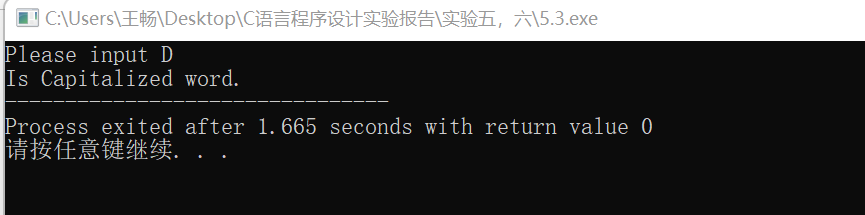 C:\Users\王畅\Desktop\C语言程序设计实验报告\实验五，六\5.3.exe
Please input D
Is Capitalized word.
--------------------------------
Process exited after 1.665 seconds with return value 0
请按任意键继续. . .